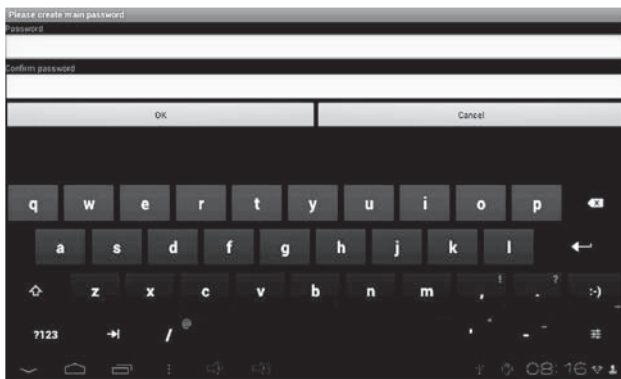 Please create main password
Password
Confirm password
OK Cancel
q w e r t y u i o p
a s d f g h j k l
z x c v b n m , ! . ? :-)
?123 / @ ' - _
08:16